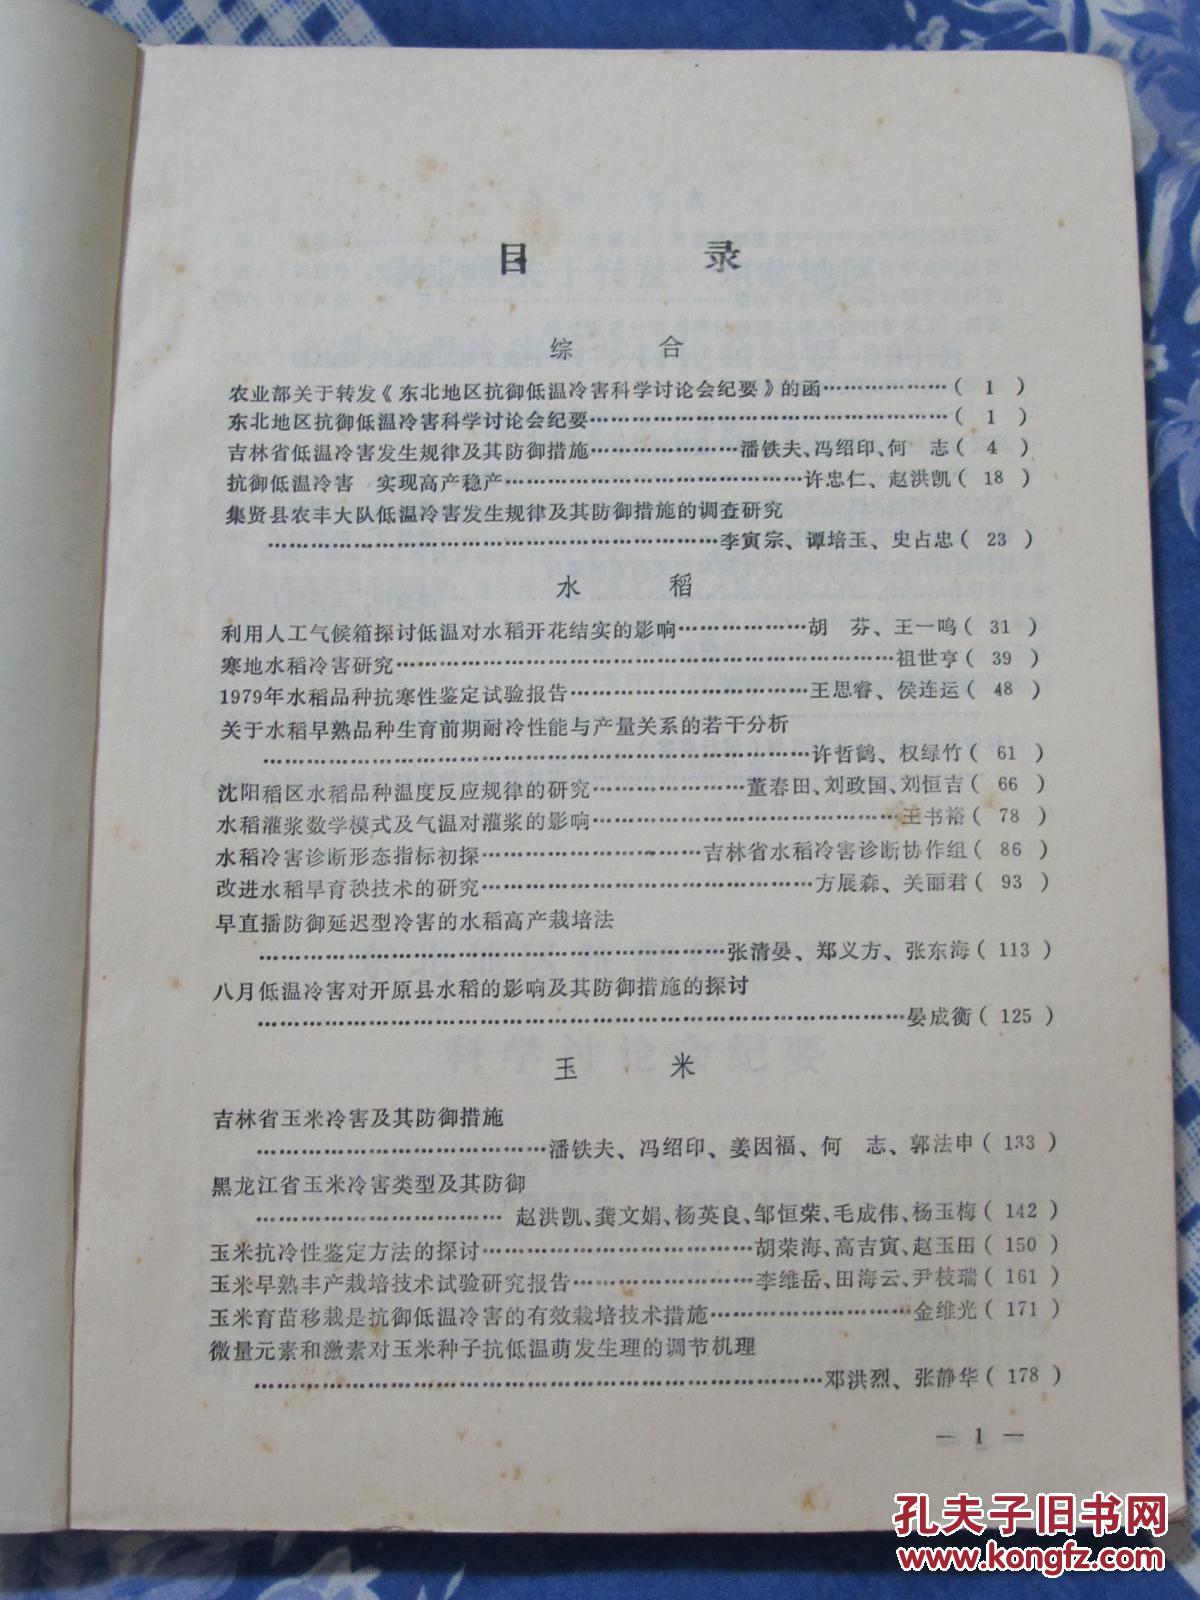 目 录
综 合
农业部关于转发《东北地区抗御低温冷害科学讨论会纪要》的函………………( 1 )
东北地区抗御低温冷害科学讨论会纪要………………………………………………( 1 )
吉林省低温冷害发生规律及其防御措施…………………潘铁夫、冯绍印、何 志( 4 )
抗御低温冷害 实现高产稳产……………………………………许忠仁、赵洪凯( 18 )
集贤县农丰大队低温冷害发生规律及其防御措施的调查研究
…………………………………………………………李寅宗、谭培玉、史占忠( 23 )
水 稻
利用人工气候箱探讨低温对水稻开花结实的影响………………胡 芬、王一鸣( 31 )
寒地水稻冷害研究………………………………………………………………祖世亨( 39 )
1979年水稻品种抗寒性鉴定试验报告……………………………王思睿、侯连运( 48 )
关于水稻早熟品种生育前期耐冷性能与产量关系的若干分析
………………………………………………………………………许哲鹤、权绿竹( 61 )
沈阳稻区水稻品种温度反应规律的研究…………………董春田、刘政国、刘恒吉( 66 )
水稻灌浆数学模式及气温对灌浆的影响………………………………………王书裕( 78 )
水稻冷害诊断形态指标初探…………………………吉林省水稻冷害诊断协作组( 86 )
改进水稻旱育秧技术的研究…………………………………………方展森、关丽君( 93 )
旱直播防御延迟型冷害的水稻高产栽培法
……………………………………………………………张清晏、郑义方、张东海( 113 )
八月低温冷害对开原县水稻的影响及其防御措施的探讨
……………………………………………………………………………………晏成衡( 125 )
玉 米
吉林省玉米冷害及其防御措施
……………………………………潘铁夫、冯绍印、姜因福、何 志、郭法申( 133 )
黑龙江省玉米冷害类型及其防御
………………………………赵洪凯、龚文娟、杨英良、邹恒荣、毛成伟、杨玉梅( 142 )
玉米抗冷性鉴定方法的探讨…………………………………胡荣海、高吉寅、赵玉田( 150 )
玉米早熟丰产栽培技术试验研究报告………………………李维岳、田海云、尹枝瑞( 161 )
玉米育苗移栽是抗御低温冷害的有效栽培技术措施…………………………金维光( 171 )
微量元素和激素对玉米种子抗低温萌发生理的调节机理
…………………………………………………………………………邓洪烈、张静华( 178 )
— 1 —
孔夫子旧书网
www.kongfz.com